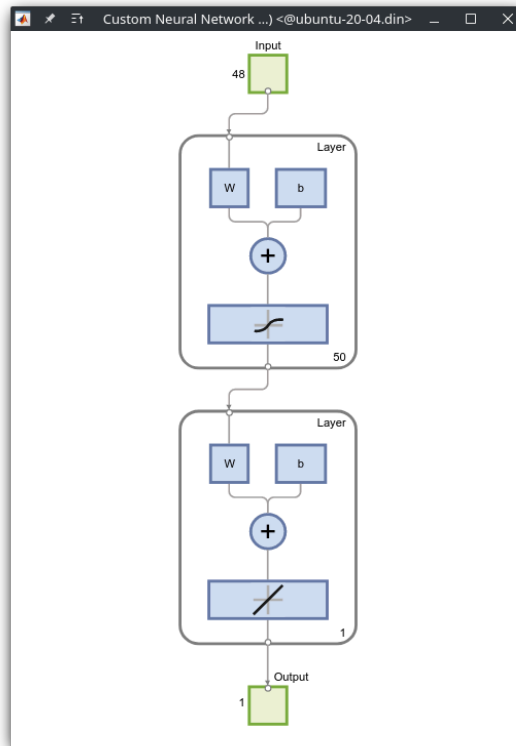 Custom Neural Network ...) <@ubuntu-20-04.din>
Input
48
Layer
W b
+
50
Layer
W b
+
1
Output
1